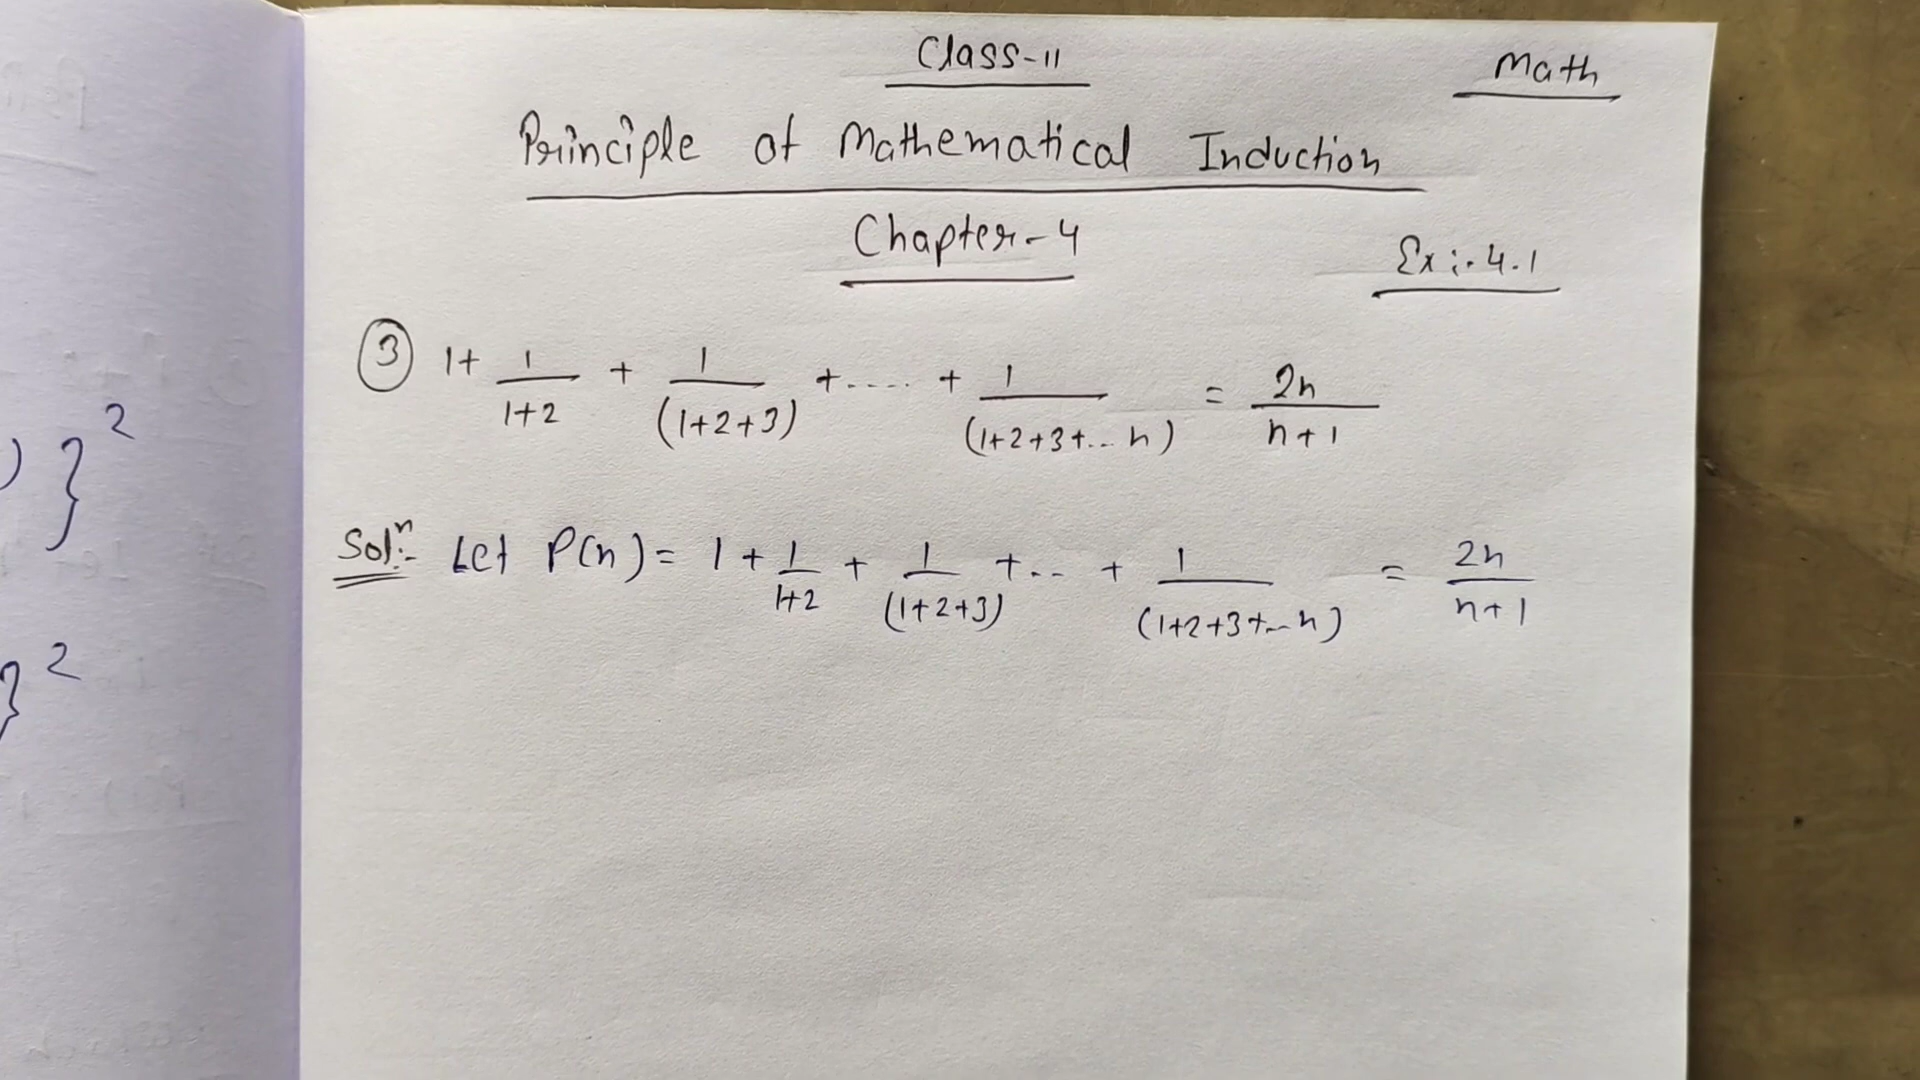 Class-11
Math
Principle of Mathematical Induction
Chapter-4
Ex:-4.1
③ 1+ 1/(1+2) + 1/(1+2+3) +..... + 1/(1+2+3+...n) = 2n/(n+1)
Solⁿ:- Let P(n) = 1 + 1/(1+2) + 1/(1+2+3) +... + 1/(1+2+3+...n) = 2n/(n+1)
) }²
}²